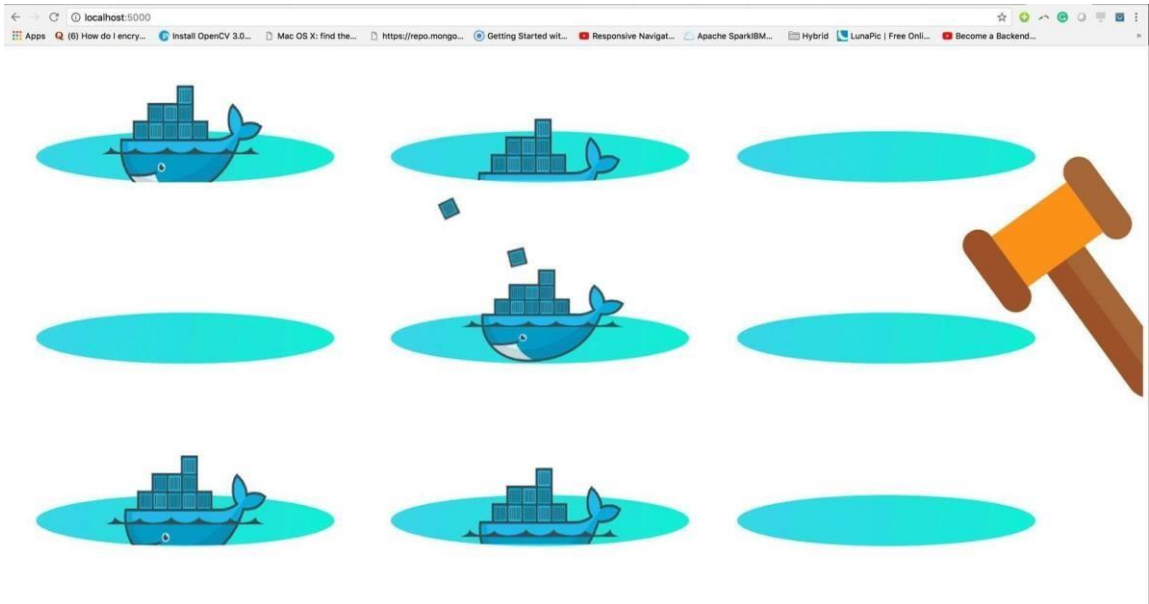 localhost:5000
Apps (6) How do I encry... Install OpenCV 3.0... Mac OS X: find the... https://repo.mongo... Getting Started wit... Responsive Navigat... Apache SparkIBM... Hybrid LunaPic | Free Onli... Become a Backend... »